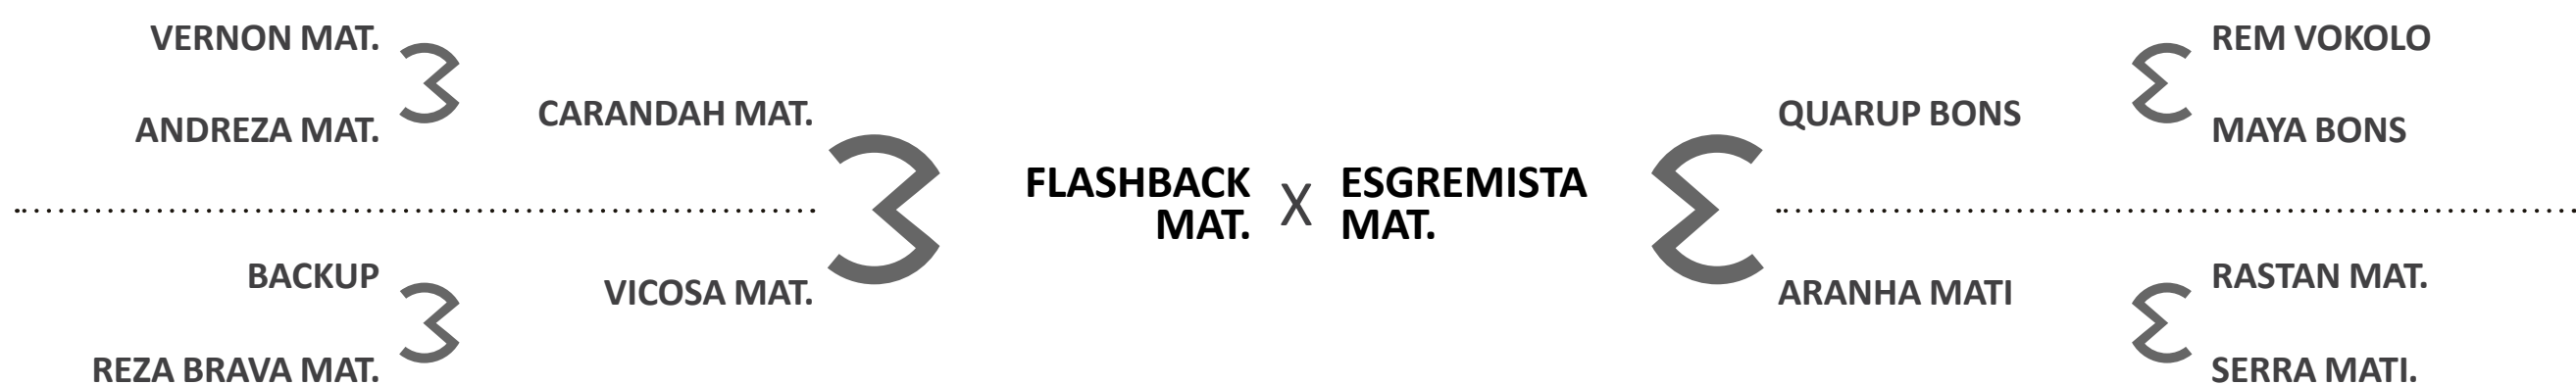 VERNON MAT.
ANDREZA MAT.
CARANDAH MAT.
BACKUP
REZA BRAVA MAT.
VICOSA MAT.
FLASHBACK
MAT.
X
ESGREMISTA
MAT.
QUARUP BONS
REM VOKOLO
MAYA BONS
ARANHA MATI
RASTAN MAT.
SERRA MATI.